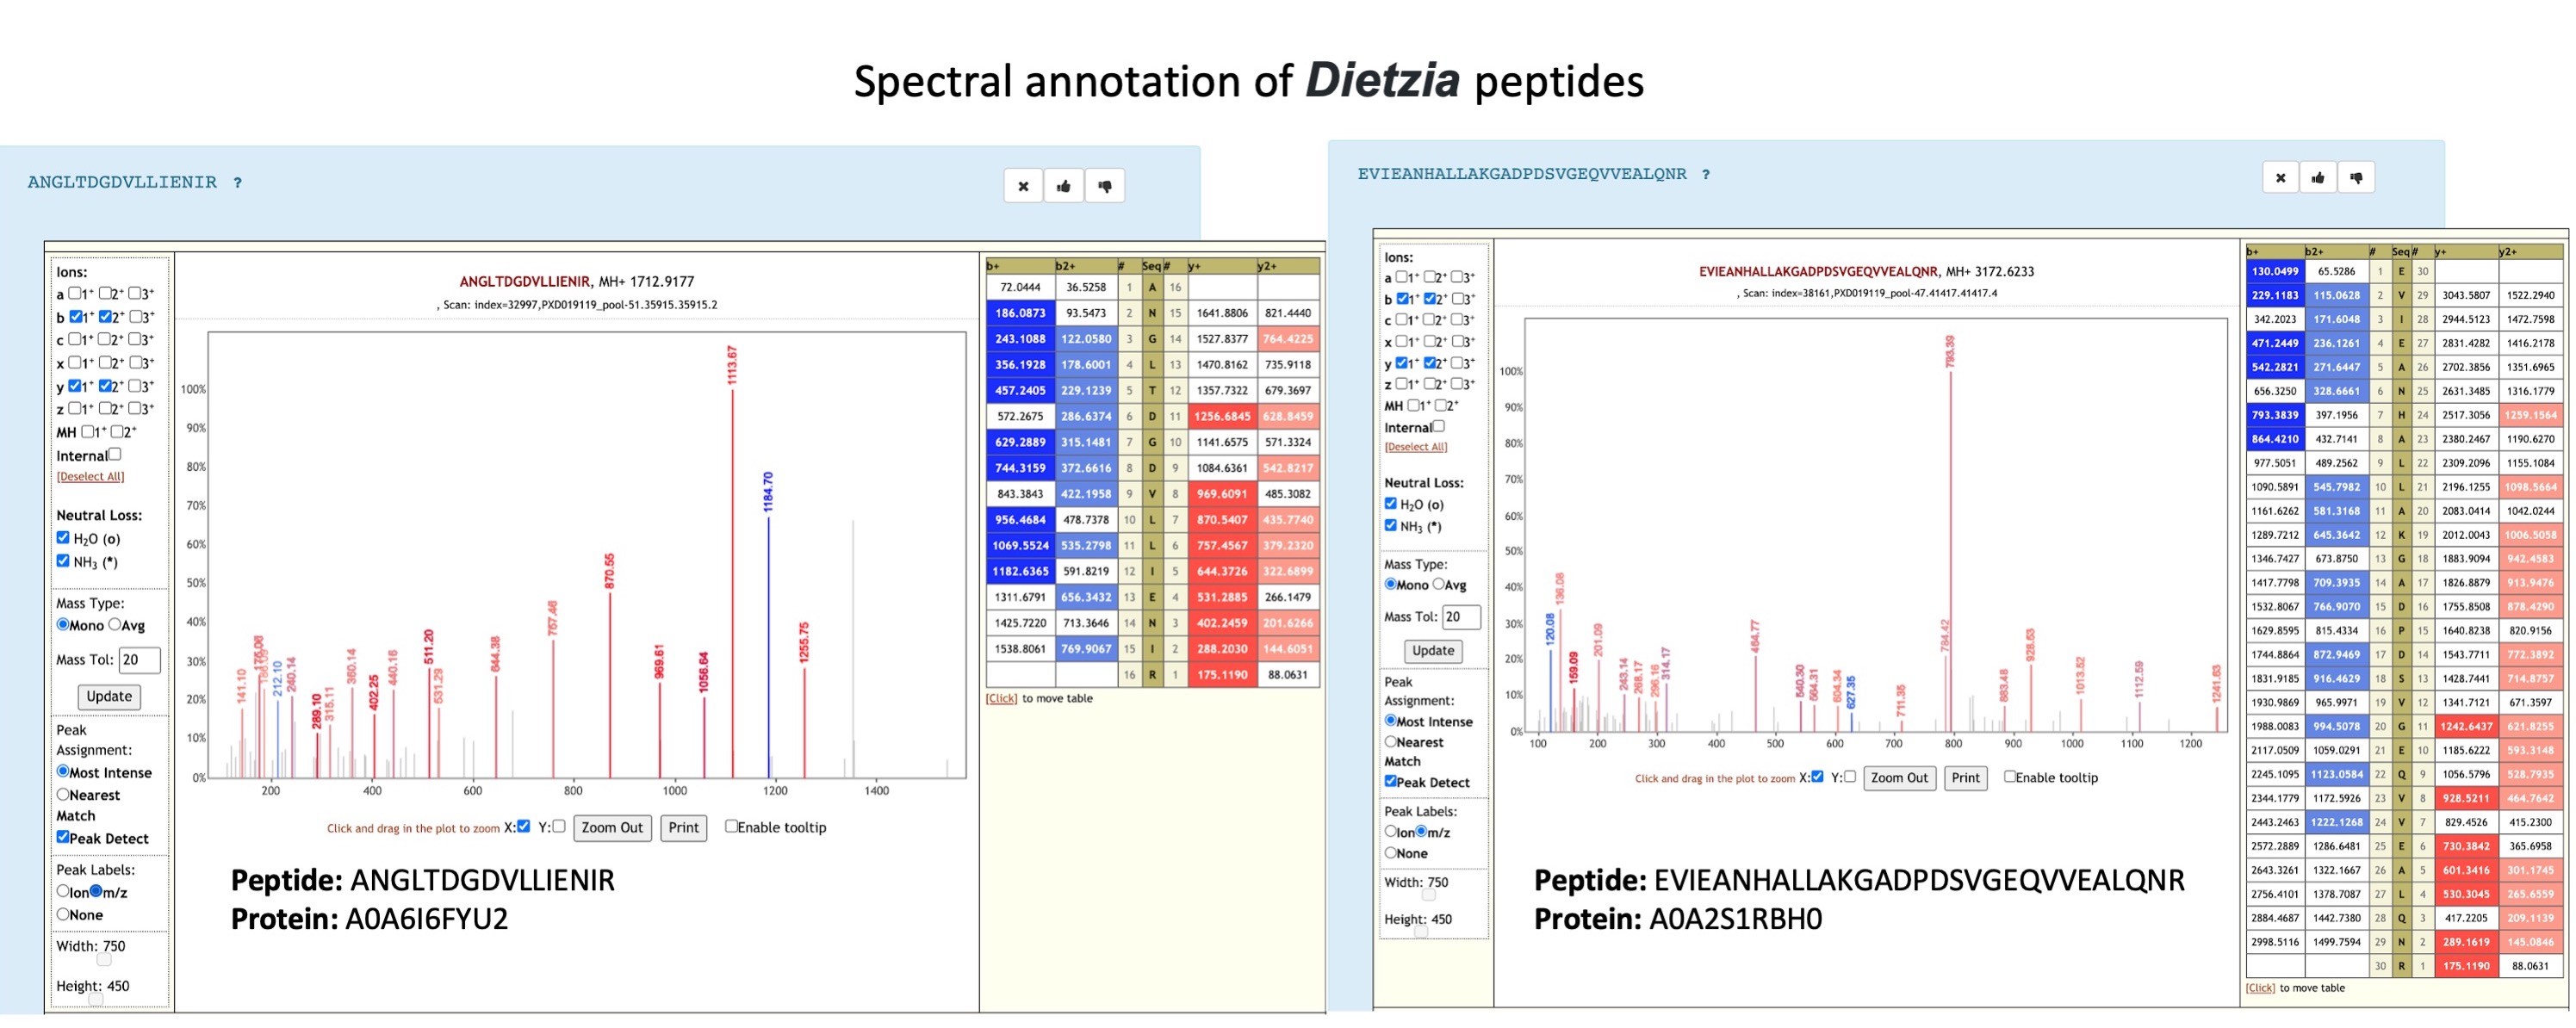 Spectral annotation of Dietzia peptides
ANGLTDGDVLLIENIR ?
Ions:
a 1+ 2+ 3+
b 1+ 2+ 3+
c 1+ 2+ 3+
x 1+ 2+ 3+
y 1+ 2+ 3+
z 1+ 2+ 3+
MH 1+ 2+
Internal
[Deselect All]
Neutral Loss:
H2O (o)
NH3 (*)
Mass Type:
Mono Avg
Mass Tol: 20
Update
Peak
Assignment:
Most Intense
Nearest
Match
Peak Detect
Peak Labels:
Ion m/z
None
Width: 750
Height: 450
ANGLTDGDVLLIENIR, MH+ 1712.9177
, Scan: index=32997,PXD019119_pool-51.35915.35915.2
100%
90%
80%
70%
60%
50%
40%
30%
20%
10%
0%
141.10
175.06
212.10
240.14
289.10
315.11
360.14
402.25
440.16
511.20
531.29
644.38
757.46
870.55
969.61
1056.64
1113.67
1184.70
1255.75
200 400 600 800 1000 1200 1400
Click and drag in the plot to zoom X: Y: Zoom Out Print Enable tooltip
Peptide: ANGLTDGDVLLIENIR
Protein: A0A6I6FYU2
b+ b2+ # Seq # y+ y2+
72.0444 36.5258 1 A 16
186.0873 93.5473 2 N 15 1641.8806 821.4440
243.1088 122.0580 3 G 14 1527.8377 764.4225
356.1928 178.6001 4 L 13 1470.8162 735.9118
457.2405 229.1239 5 T 12 1357.7322 679.3697
572.2675 286.6374 6 D 11 1256.6845 628.8459
629.2889 315.1481 7 G 10 1141.6575 571.3324
744.3159 372.6616 8 D 9 1084.6361 542.8217
843.3843 422.1958 9 V 8 969.6091 485.3082
956.4684 478.7378 10 L 7 870.5407 435.7740
1069.5524 535.2798 11 L 6 757.4567 379.2320
1182.6365 591.8219 12 I 5 644.3726 322.6899
1311.6791 656.3432 13 E 4 531.2885 266.1479
1425.7220 713.3646 14 N 3 402.2459 201.6266
1538.8061 769.9067 15 I 2 288.2030 144.6051
16 R 1 175.1190 88.0631
[Click] to move table
EVIEANHALLAKGADPDSVGEQVVEALQNR ?
Ions:
a 1+ 2+ 3+
b 1+ 2+ 3+
c 1+ 2+ 3+
x 1+ 2+ 3+
y 1+ 2+ 3+
z 1+ 2+ 3+
MH 1+ 2+
Internal
[Deselect All]
Neutral Loss:
H2O (o)
NH3 (*)
Mass Type:
Mono Avg
Mass Tol: 20
Update
Peak
Assignment:
Most Intense
Nearest
Match
Peak Detect
Peak Labels:
Ion m/z
None
Width: 750
Height: 450
EVIEANHALLAKGADPDSVGEQVVEALQNR, MH+ 3172.6233
, Scan: index=38161,PXD019119_pool-47.41417.41417.4
100%
90%
80%
70%
60%
50%
40%
30%
20%
10%
0%
120.08
136.08
159.09
201.09
243.14
268.17
296.16
314.17
464.77
540.30
564.31
604.34
627.35
711.35
784.42
793.39
883.48
928.53
1013.52
1112.59
1241.63
100 200 300 400 500 600 700 800 900 1000 1100 1200
Click and drag in the plot to zoom X: Y: Zoom Out Print Enable tooltip
Peptide: EVIEANHALLAKGADPDSVGEQVVEALQNR
Protein: A0A2S1RBH0
b+ b2+ # Seq # y+ y2+
130.0499 65.5286 1 E 30
229.1183 115.0628 2 V 29 3043.5807 1522.2940
342.2023 171.6048 3 I 28 2944.5123 1472.7598
471.2449 236.1261 4 E 27 2831.4282 1416.2178
542.2821 271.6447 5 A 26 2702.3856 1351.6965
656.3250 328.6661 6 N 25 2631.3485 1316.1779
793.3839 397.1956 7 H 24 2517.3056 1259.1564
864.4210 432.7141 8 A 23 2380.2467 1190.6270
977.5051 489.2562 9 L 22 2309.2096 1155.1084
1090.5891 545.7982 10 L 21 2196.1255 1098.5664
1161.6262 581.3168 11 A 20 2083.0414 1042.0244
1289.7212 645.3642 12 K 19 2012.0043 1006.5058
1346.7427 673.8750 13 G 18 1883.9094 942.4583
1417.7798 709.3935 14 A 17 1826.8879 913.9476
1532.8067 766.9070 15 D 16 1755.8508 878.4290
1629.8595 815.4334 16 P 15 1640.8238 820.9156
1744.8864 872.9469 17 D 14 1543.7711 772.3892
1831.9185 916.4629 18 S 13 1428.7441 714.8757
1930.9869 965.9971 19 V 12 1341.7121 671.3597
1988.0083 994.5078 20 G 11 1242.6437 621.8255
2117.0509 1059.0291 21 E 10 1185.6222 593.3148
2245.1095 1123.0584 22 Q 9 1056.5796 528.7935
2344.1779 1172.5926 23 V 8 928.5211 464.7642
2443.2463 1222.1268 24 V 7 829.4526 415.2300
2572.2889 1286.6481 25 E 6 730.3842 365.6958
2643.3261 1322.1667 26 A 5 601.3416 301.1745
2756.4101 1378.7087 27 L 4 530.3045 265.6559
2884.4687 1442.7380 28 Q 3 417.2205 209.1139
2998.5116 1499.7594 29 N 2 289.1619 145.0846
30 R 1 175.1190 88.0631
[Click] to move table